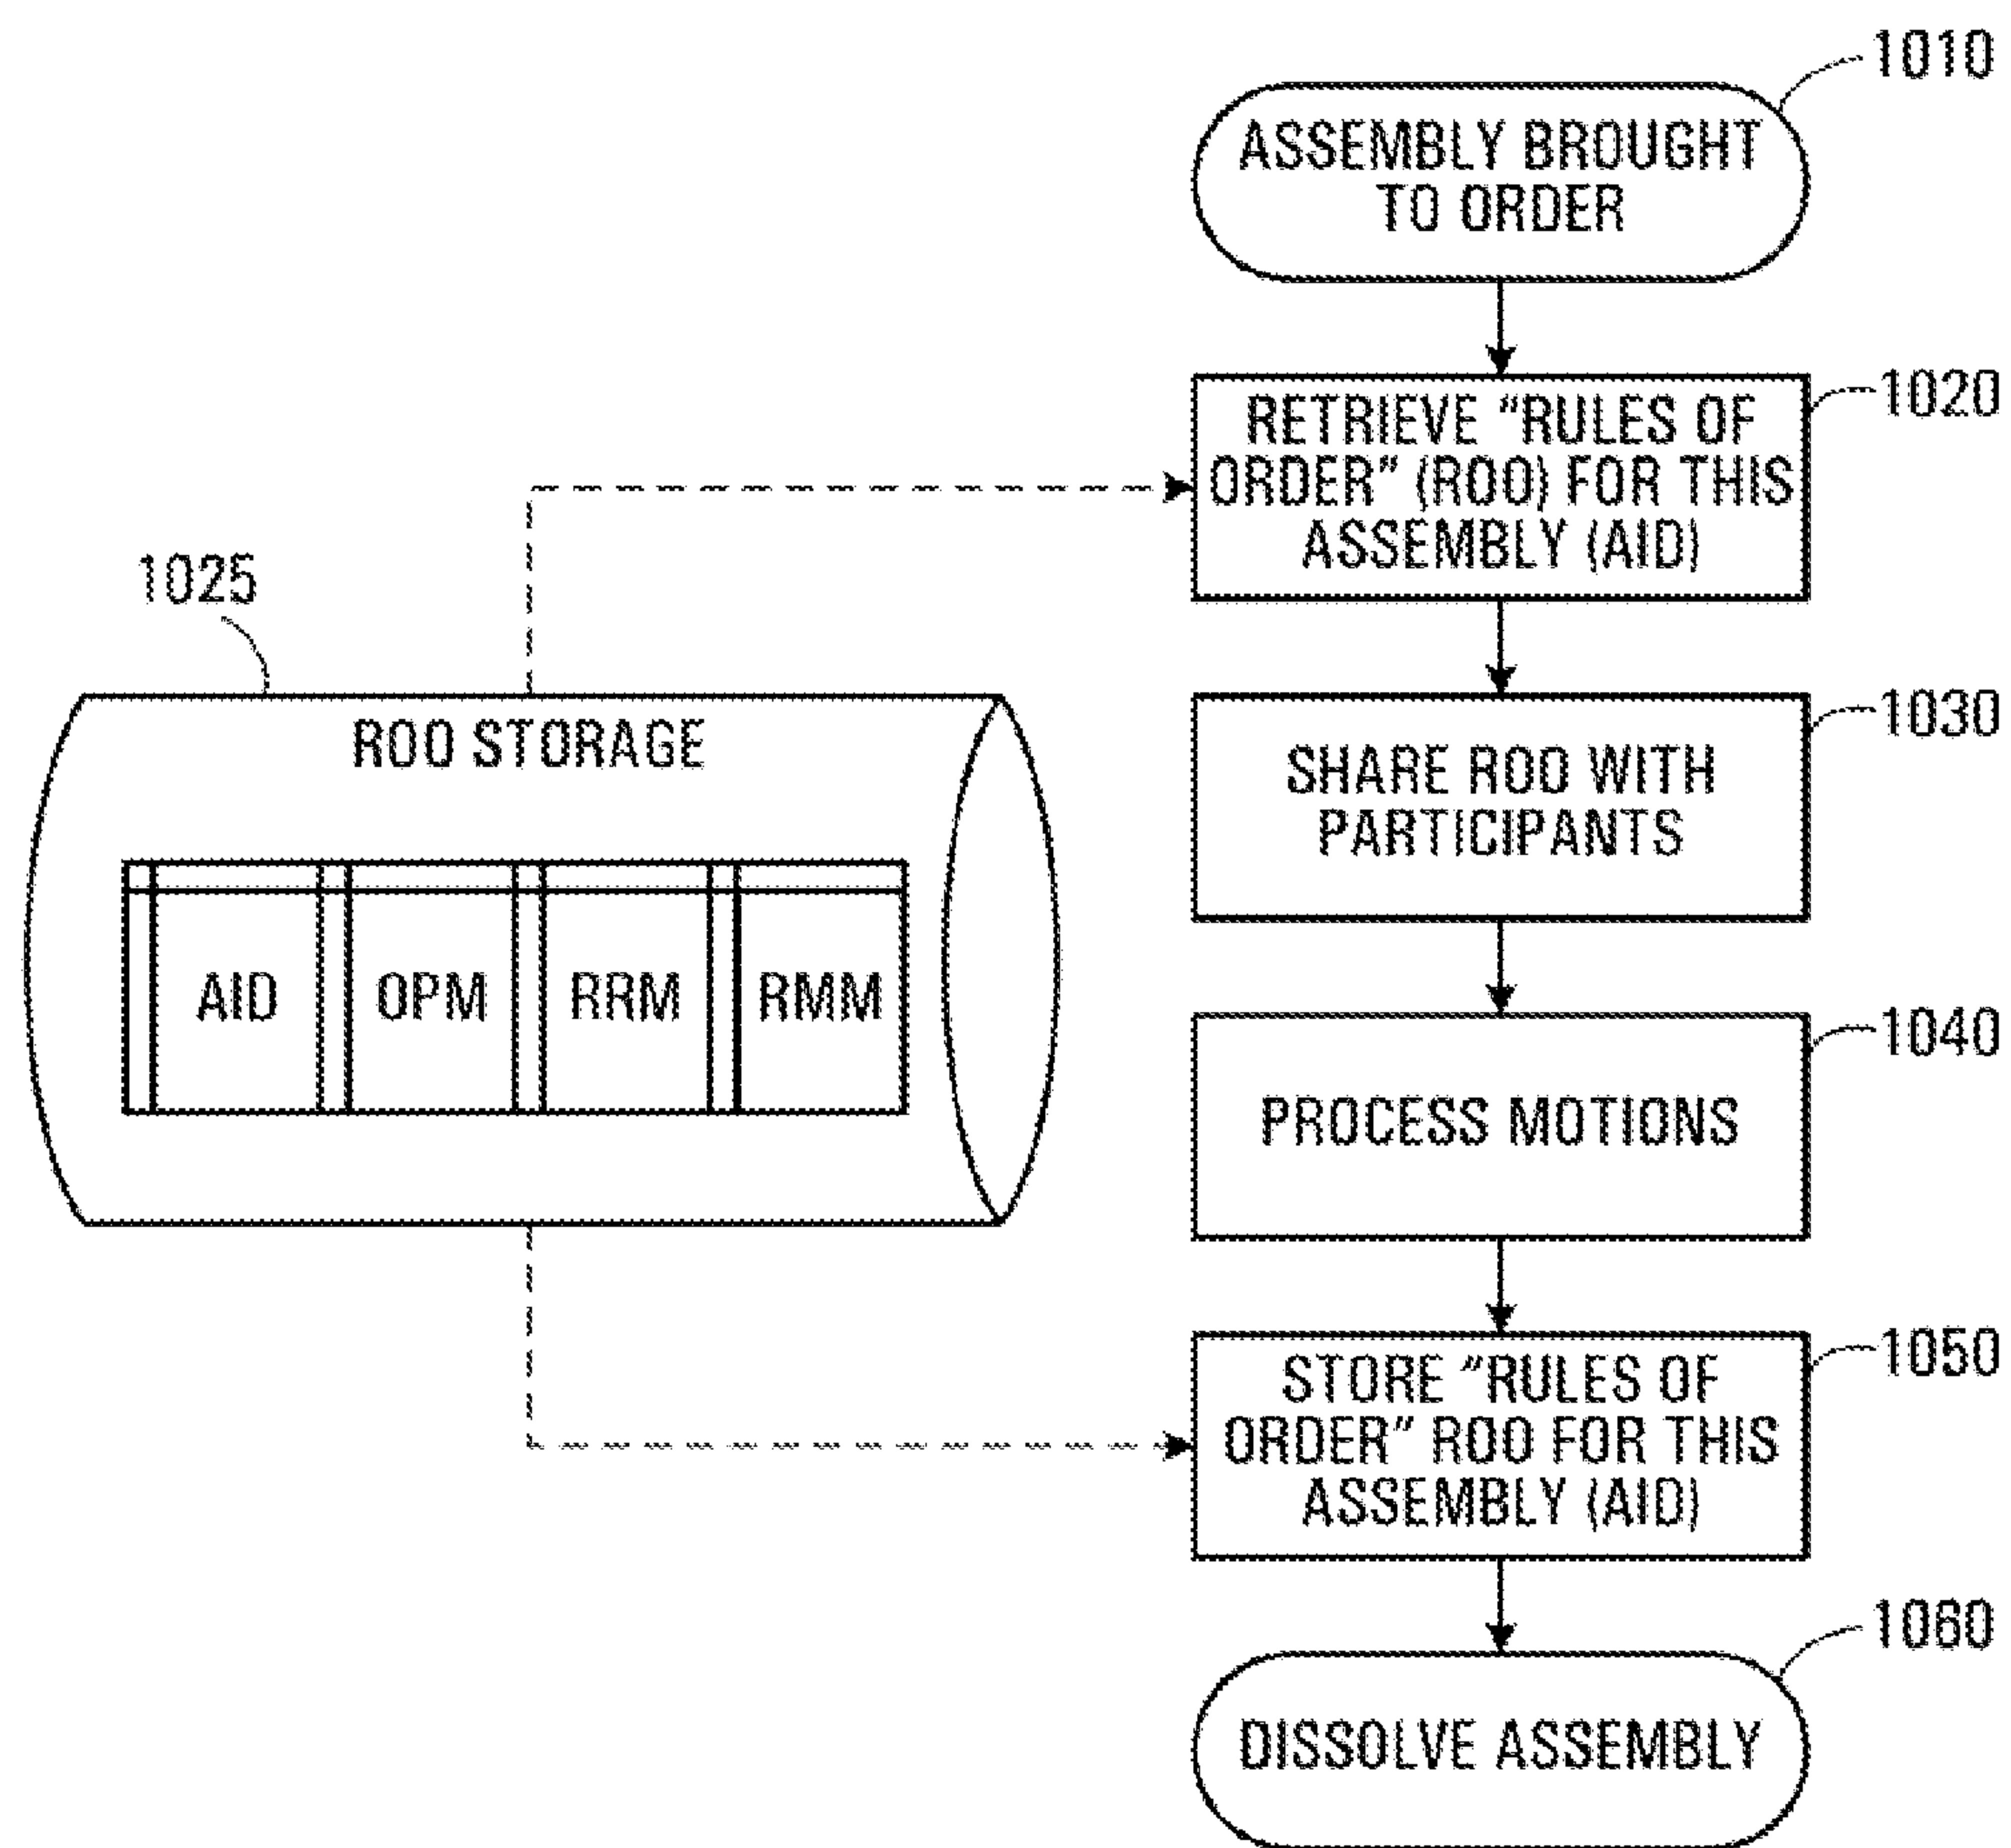 1010
ASSEMBLY BROUGHT
TO ORDER
1020
RETRIEVE "RULES OF
ORDER" (ROO) FOR THIS
ASSEMBLY (AID)
1025
ROO STORAGE
AID OPM RRM RMM
1030
SHARE ROO WITH
PARTICIPANTS
1040
PROCESS MOTIONS
1050
STORE "RULES OF
ORDER" ROO FOR THIS
ASSEMBLY (AID)
1060
DISSOLVE ASSEMBLY